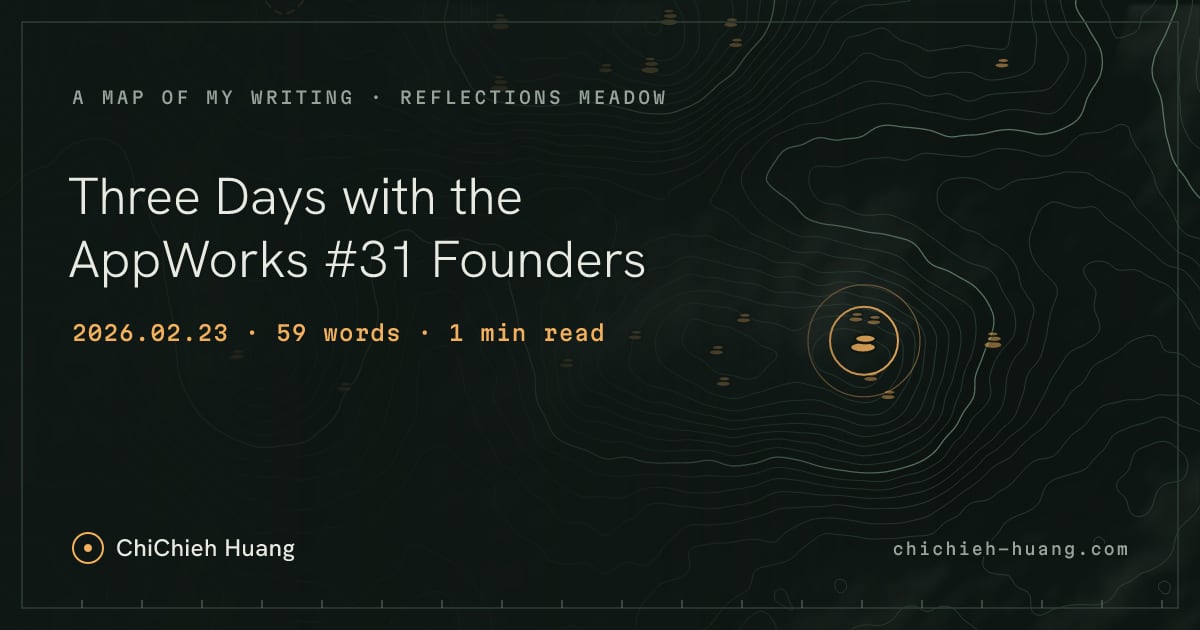 A MAP OF MY WRITING · REFLECTIONS MEADOW
Three Days with the
AppWorks #31 Founders
2026.02.23 · 59 words · 1 min read
ChiChieh Huang
chichieh-huang.com